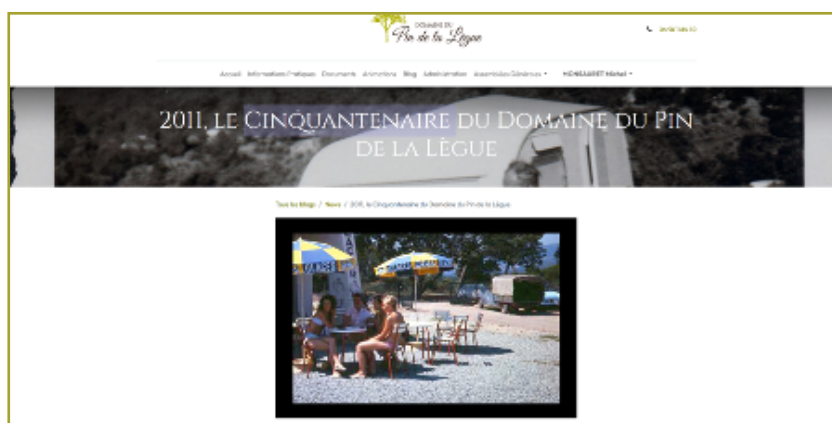 DOMAINE DU
Pin de la Lègue
Accueil Informations Pratiques Documents Animations Blog Administration Assemblées Générales
2011, le Cinquantenaire du Domaine du Pin
de la Lègue
Tous les blogs / News / 2011, le Cinquantenaire du Domaine du Pin de la Lègue